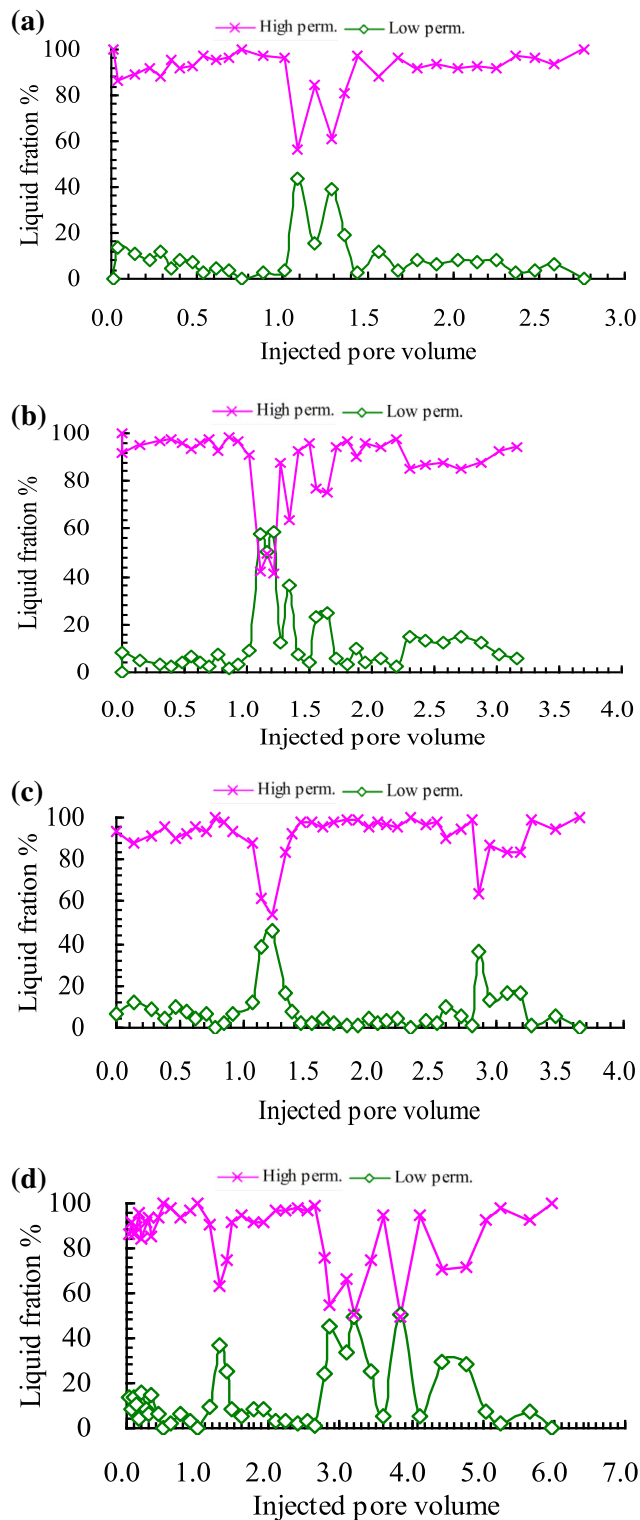 (a)
High perm. Low perm.
100
80
60
40
20
0
Liquid fration %
0.0 0.5 1.0 1.5 2.0 2.5 3.0
Injected pore volume
(b)
High perm. Low perm.
100
80
60
40
20
0
Liquid fration %
0.0 0.5 1.0 1.5 2.0 2.5 3.0 4.0
Injected pore volume
(c)
High perm. Low perm.
100
80
60
40
20
0
Liquid fration %
0.0 0.5 1.0 1.5 2.0 2.5 3.0 3.5 4.0
Injected pore volume
(d)
High perm. Low perm.
100
80
60
40
20
0
Liquid fration %
0.0 1.0 2.0 3.0 4.0 5.0 6.0 7.0
Injected pore volume